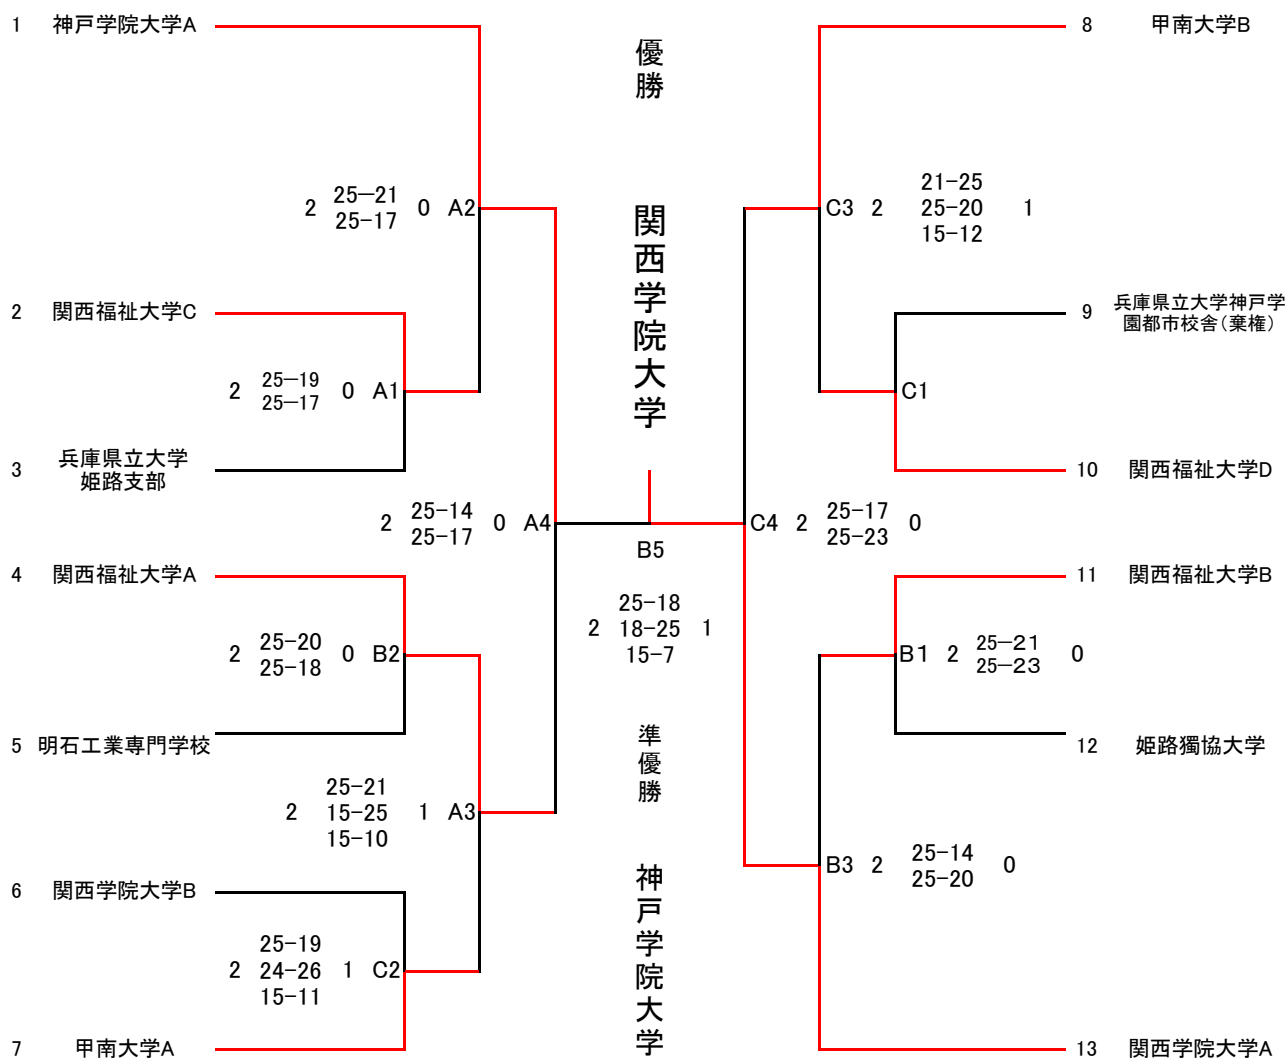 1 神戸学院大学A
2 25―21 0 A2
25-17
2 関西福祉大学C
2 25―19 0 A1
25―17
3 兵庫県立大学
姫路支部
2 25-14 0 A4
25-17
4 関西福祉大学A
2 25-20 0 B2
25-18
5 明石工業専門学校
25-21
2 15-25 1 A3
15-10
6 関西学院大学B
25-19
2 24-26 1 C2
15-11
7 甲南大学A
優勝
関西学院大学
B5
25-18
2 18-25 1
15-7
準優勝
神戸学院大学
8 甲南大学B
21-25
C3 2 25-20 1
15-12
9 兵庫県立大学神戸学
園都市校舎(棄権)
C1
10 関西福祉大学D
C4 2 25-17 0
25-23
11 関西福祉大学B
B1 2 25―21 0
25―23
12 姫路獨協大学
B3 2 25-14 0
25-20
13 関西学院大学A